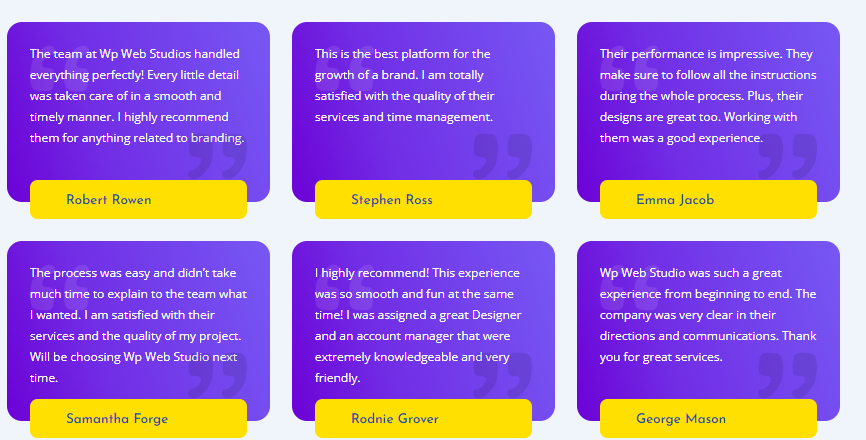 The team at Wp Web Studios handled
everything perfectly! Every little detail
was taken care of in a smooth and
timely manner. I highly recommend
them for anything related to branding.
Robert Rowen
This is the best platform for the
growth of a brand. I am totally
satisfied with the quality of their
services and time management.
Stephen Ross
Their performance is impressive. They
make sure to follow all the instructions
during the whole process. Plus, their
designs are great too. Working with
them was a good experience.
Emma Jacob
The process was easy and didn't take
much time to explain to the team what
I wanted. I am satisfied with their
services and the quality of my project.
Will be choosing Wp Web Studio next
time.
Samantha Forge
I highly recommend! This experience
was so smooth and fun at the same
time! I was assigned a great Designer
and an account manager that were
extremely knowledgeable and very
friendly.
Rodnie Grover
Wp Web Studio was such a great
experience from beginning to end. The
company was very clear in their
directions and communications. Thank
you for great services.
George Mason